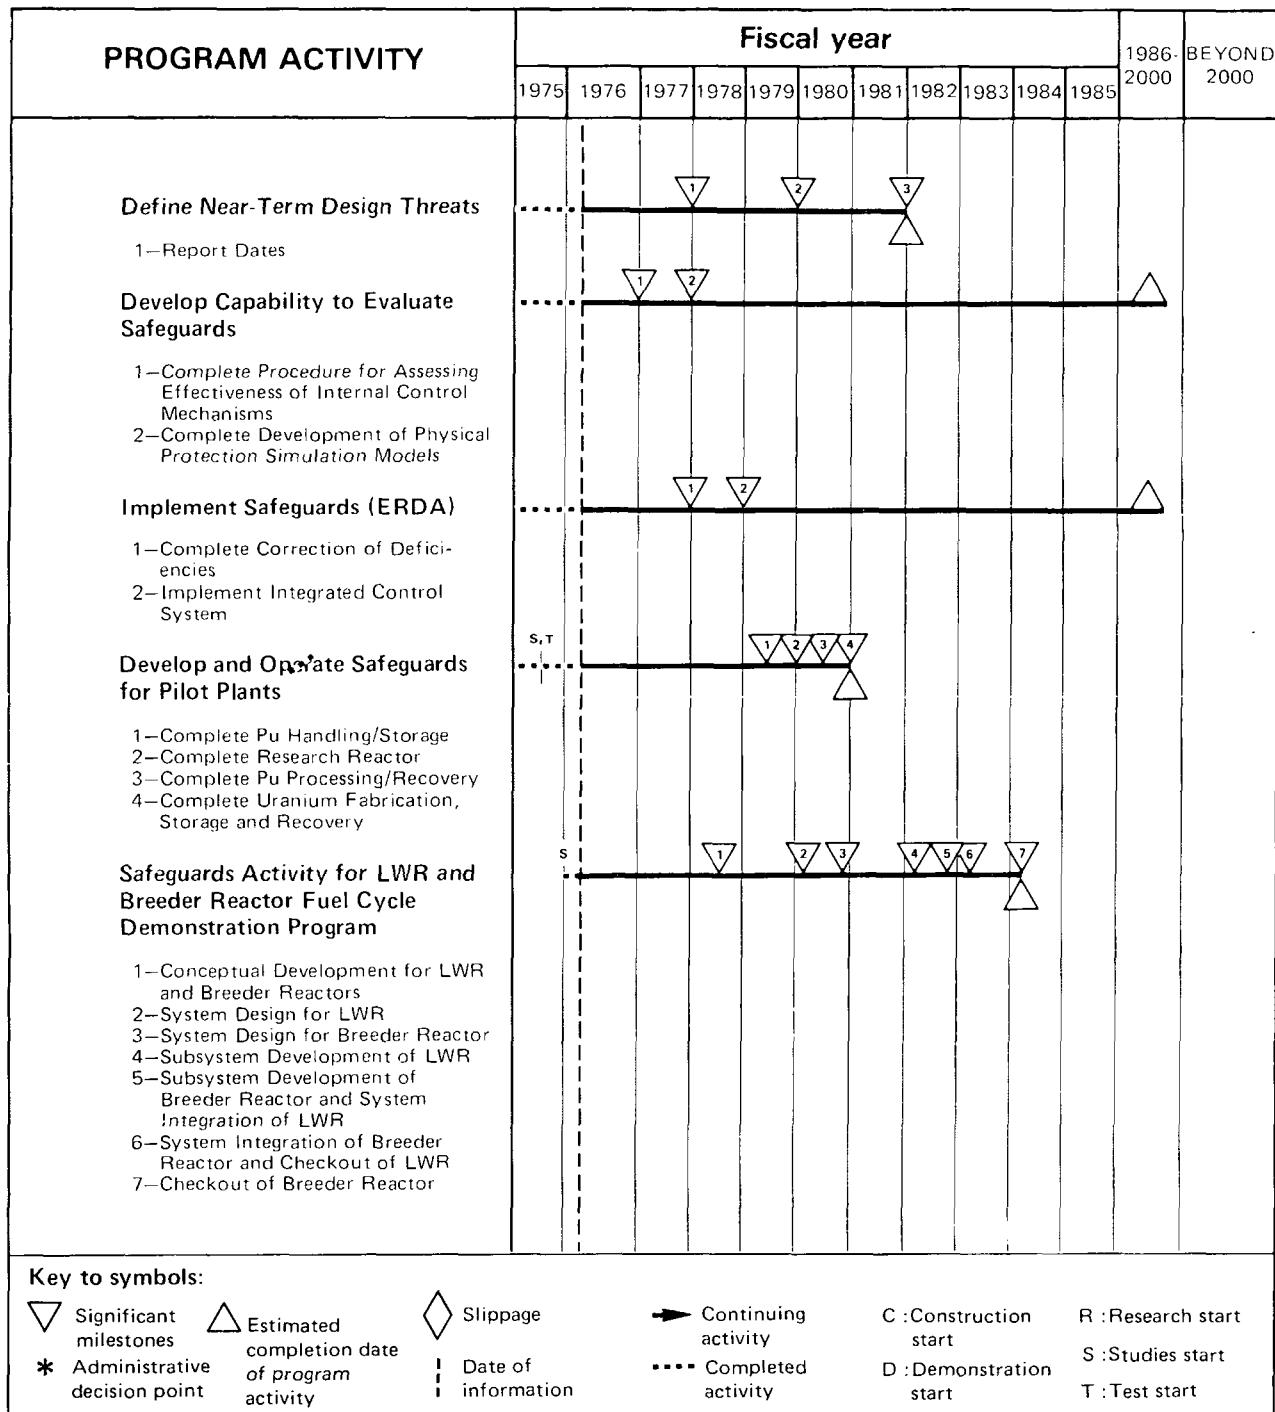 PROGRAM ACTIVITY
Fiscal year
1986-
2000
BEYOND
2000
1975 1976 1977 1978 1979 1980 1981 1982 1983 1984 1985
1 2 3
Define Near-Term Design Threats
1—Report Dates
1 2
Develop Capability to Evaluate
Safeguards
1—Complete Procedure for Assessing
Effectiveness of Internal Control
Mechanisms
2—Complete Development of Physical
Protection Simulation Models
1 2
Implement Safeguards (ERDA)
1—Complete Correction of Defici-
encies
2—Implement Integrated Control
System
S,T
1 2 3 4
Develop and Operate Safeguards
for Pilot Plants
1—Complete Pu Handling/Storage
2—Complete Research Reactor
3—Complete Pu Processing/Recovery
4—Complete Uranium Fabrication,
Storage and Recovery
S
1 2 3 4 5 6 7
Safeguards Activity for LWR and
Breeder Reactor Fuel Cycle
Demonstration Program
1—Conceptual Development for LWR
and Breeder Reactors
2—System Design for LWR
3—System Design for Breeder Reactor
4—Subsystem Development of LWR
5—Subsystem Development of
Breeder Reactor and System
Integration of LWR
6—System Integration of Breeder
Reactor and Checkout of LWR
7—Checkout of Breeder Reactor
Key to symbols:
Significant
milestones
* Administrative
decision point
Estimated
completion date
of program
activity
Slippage
Date of
information
Continuing
activity
Completed
activity
C :Construction
start
D :Demonstration
start
R :Research start
S :Studies start
T :Test start